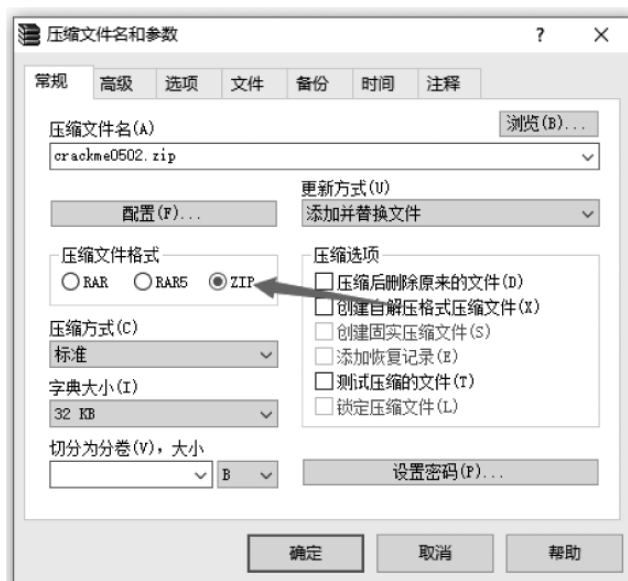 压缩文件名和参数 ? ×
常规 高级 选项 文件 备份 时间 注释
压缩文件名(A) 浏览(B)...
crackme0502.zip
更新方式(U)
配置(F)... 添加并替换文件
压缩文件格式 压缩选项
RAR RAR5 ZIP 压缩后删除原来的文件(D)
创建自解压格式压缩文件(X)
压缩方式(C) 创建固实压缩文件(S)
标准 添加恢复记录(E)
字典大小(I) 测试压缩的文件(T)
32 KB 锁定压缩文件(L)
切分为分卷(V), 大小
B 设置密码(P)...
确定 取消 帮助